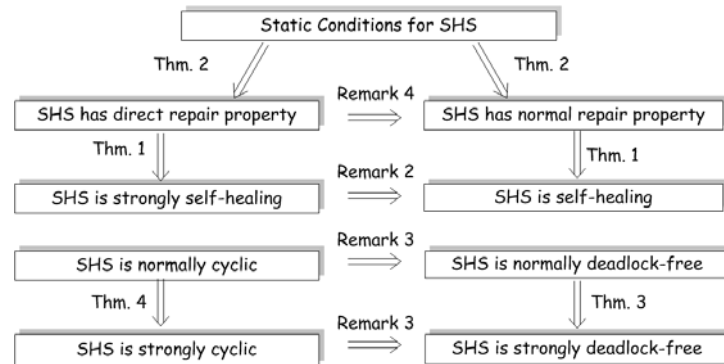 Static Conditions for SHS
Thm. 2
Thm. 2
SHS has direct repair property
Remark 4
SHS has normal repair property
Thm. 1
Thm. 1
Remark 2
SHS is strongly self-healing
SHS is self-healing
Remark 3
SHS is normally cyclic
SHS is normally deadlock-free
Thm. 4
Thm. 3
Remark 3
SHS is strongly cyclic
SHS is strongly deadlock-free